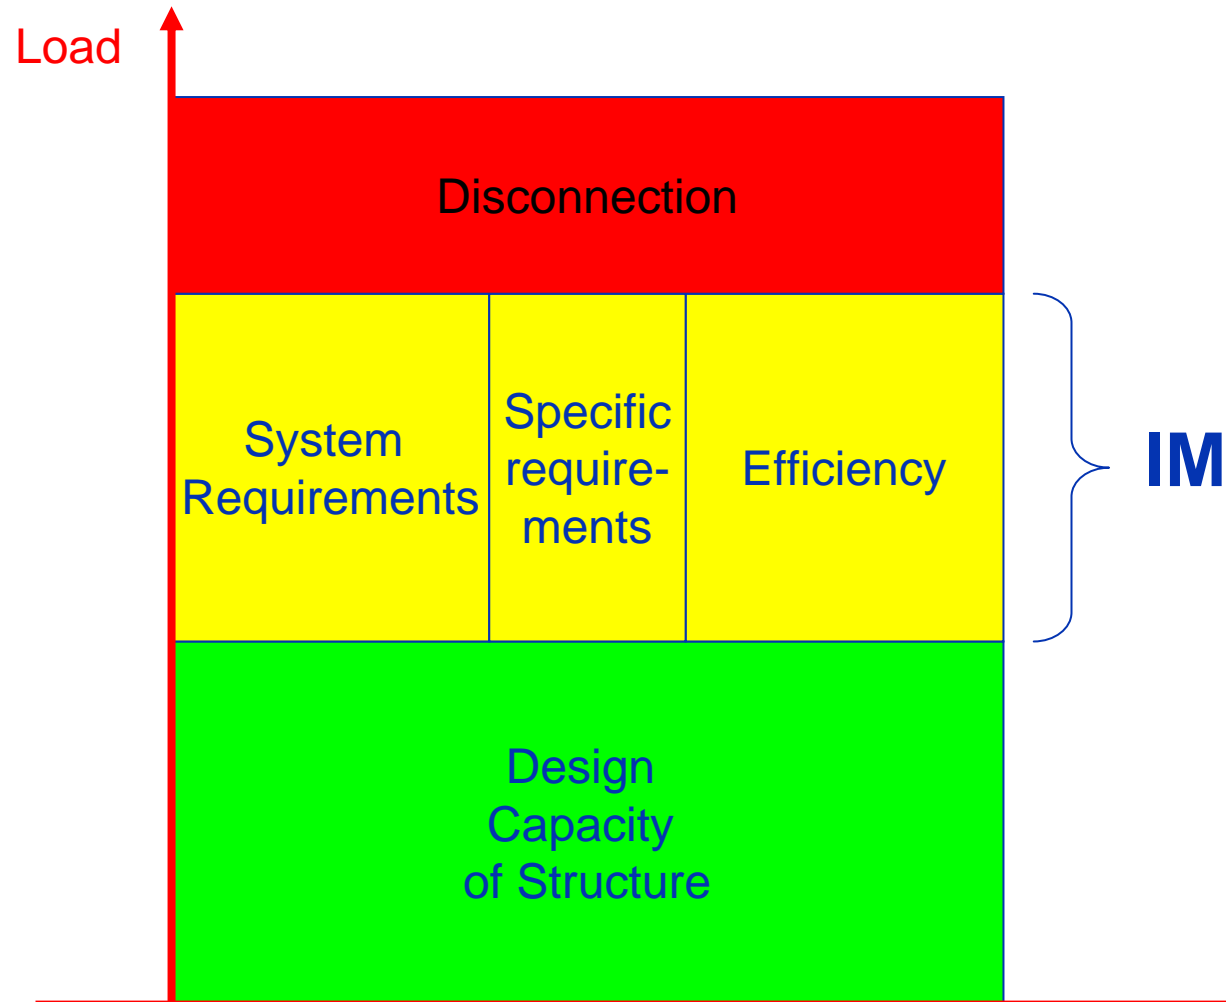 Load
Disconnection
System
Requirements
Specific
require-
ments
Efficiency
IM
Design
Capacity
of Structure